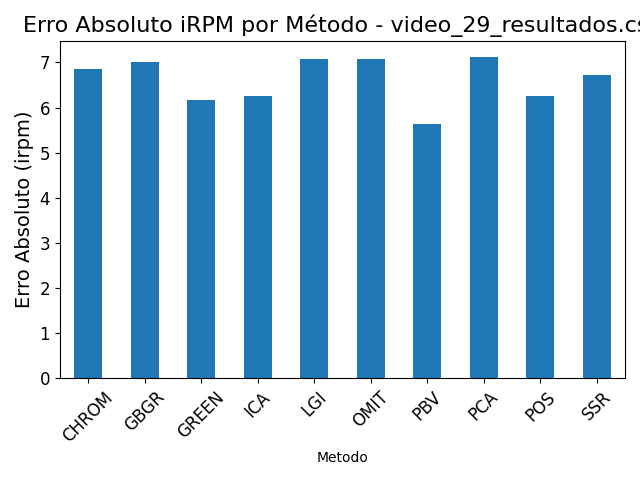 Erro Absoluto iRPM por Método - video_29_resultados.cs
Erro Absoluto (irpm)
7
6
5
4
3
2
1
0
CHROM
GBGR
GREEN
ICA
LGI
OMIT
PBV
PCA
POS
SSR
Metodo